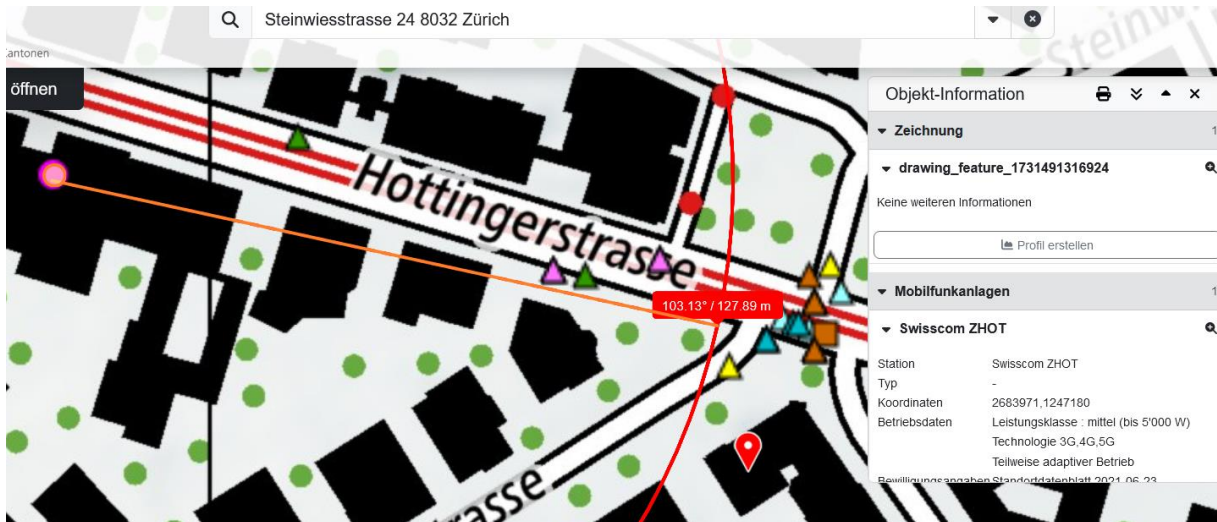 Steinwiesstrasse 24 8032 Zürich
Steinwi
Cantonen
öffnen
Hottingerstrasse
103.13° / 127.89 m
rasse
Objekt-Information
Zeichnung 1
drawing_feature_1731491316924
Keine weiteren Informationen
Profil erstellen
Mobilfunkanlagen 1
Swisscom ZHOT
Station Swisscom ZHOT
Typ -
Koordinaten 2683971,1247180
Betriebsdaten Leistungsklasse : mittel (bis 5'000 W)
Technologie 3G,4G,5G
Teilweise adaptiver Betrieb
Bewilligungsangaben Standortdatenblatt 2021-06-23